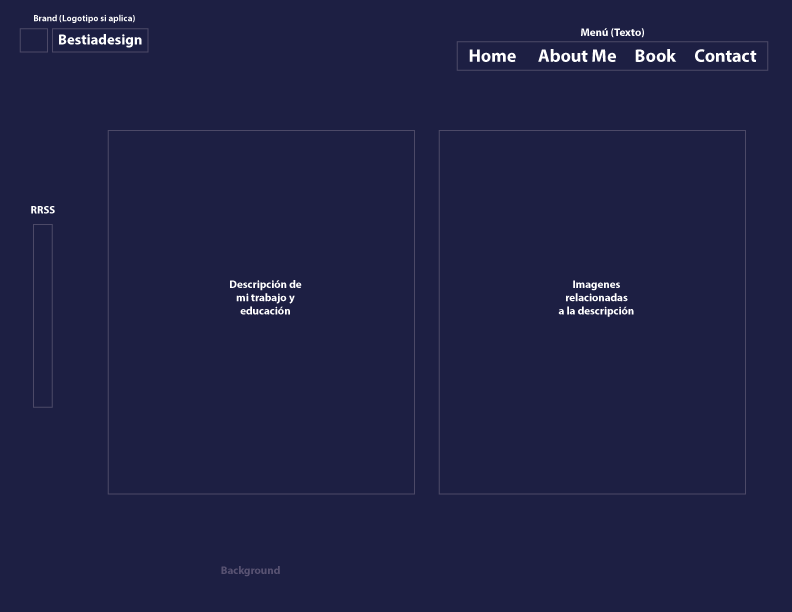 Brand (Logotipo si aplica)
Bestiadesign
Menú (Texto)
Home About Me Book Contact
RRSS
Descripción de
mi trabajo y
educación
Imagenes
relacionadas
a la descripción
Background